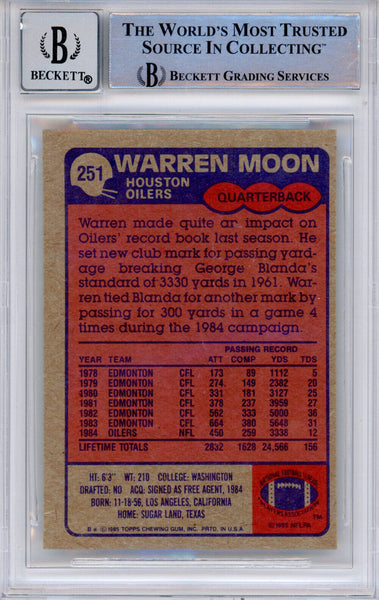 B
BECKETT®
THE WORLD'S MOST TRUSTED
SOURCE IN COLLECTING™
B BECKETT GRADING SERVICES
251
WARREN MOON
HOUSTON
OILERS
QUARTERBACK
Warren made quite an impact on
Oilers' record book last season. He
set new club mark for passing yard-
age breaking George Blanda's
standard of 3330 yards in 1961. War-
ren tied Blanda for another mark by
passing for 300 yards in a game 4
times during the 1984 campaign.
PASSING RECORD
YEAR TEAM ATT COMP YDS TDS
1978 EDMONTON CFL 173 89 1112 5
1979 EDMONTON CFL 274 149 2382 20
1980 EDMONTON CFL 331 181 3127 25
1981 EDMONTON CFL 378 237 3959 27
1982 EDMONTON CFL 562 333 5000 36
1983 EDMONTON CFL 664 380 5648 31
1984 OILERS NFL 450 259 3338 12
LIFETIME TOTALS 2832 1628 24,566 156
HT: 6'3" WT: 210 COLLEGE: WASHINGTON
DRAFTED: NO ACQ: SIGNED AS FREE AGENT, 1984
BORN: 11-18-56, LOS ANGELES, CALIFORNIA
HOME: SUGAR LAND, TEXAS
© 1985 TOPPS CHEWING GUM, INC. PRTD. IN U.S.A.
NATIONAL FOOTBALL LEAGUE
© 1985 NFLPA
TM